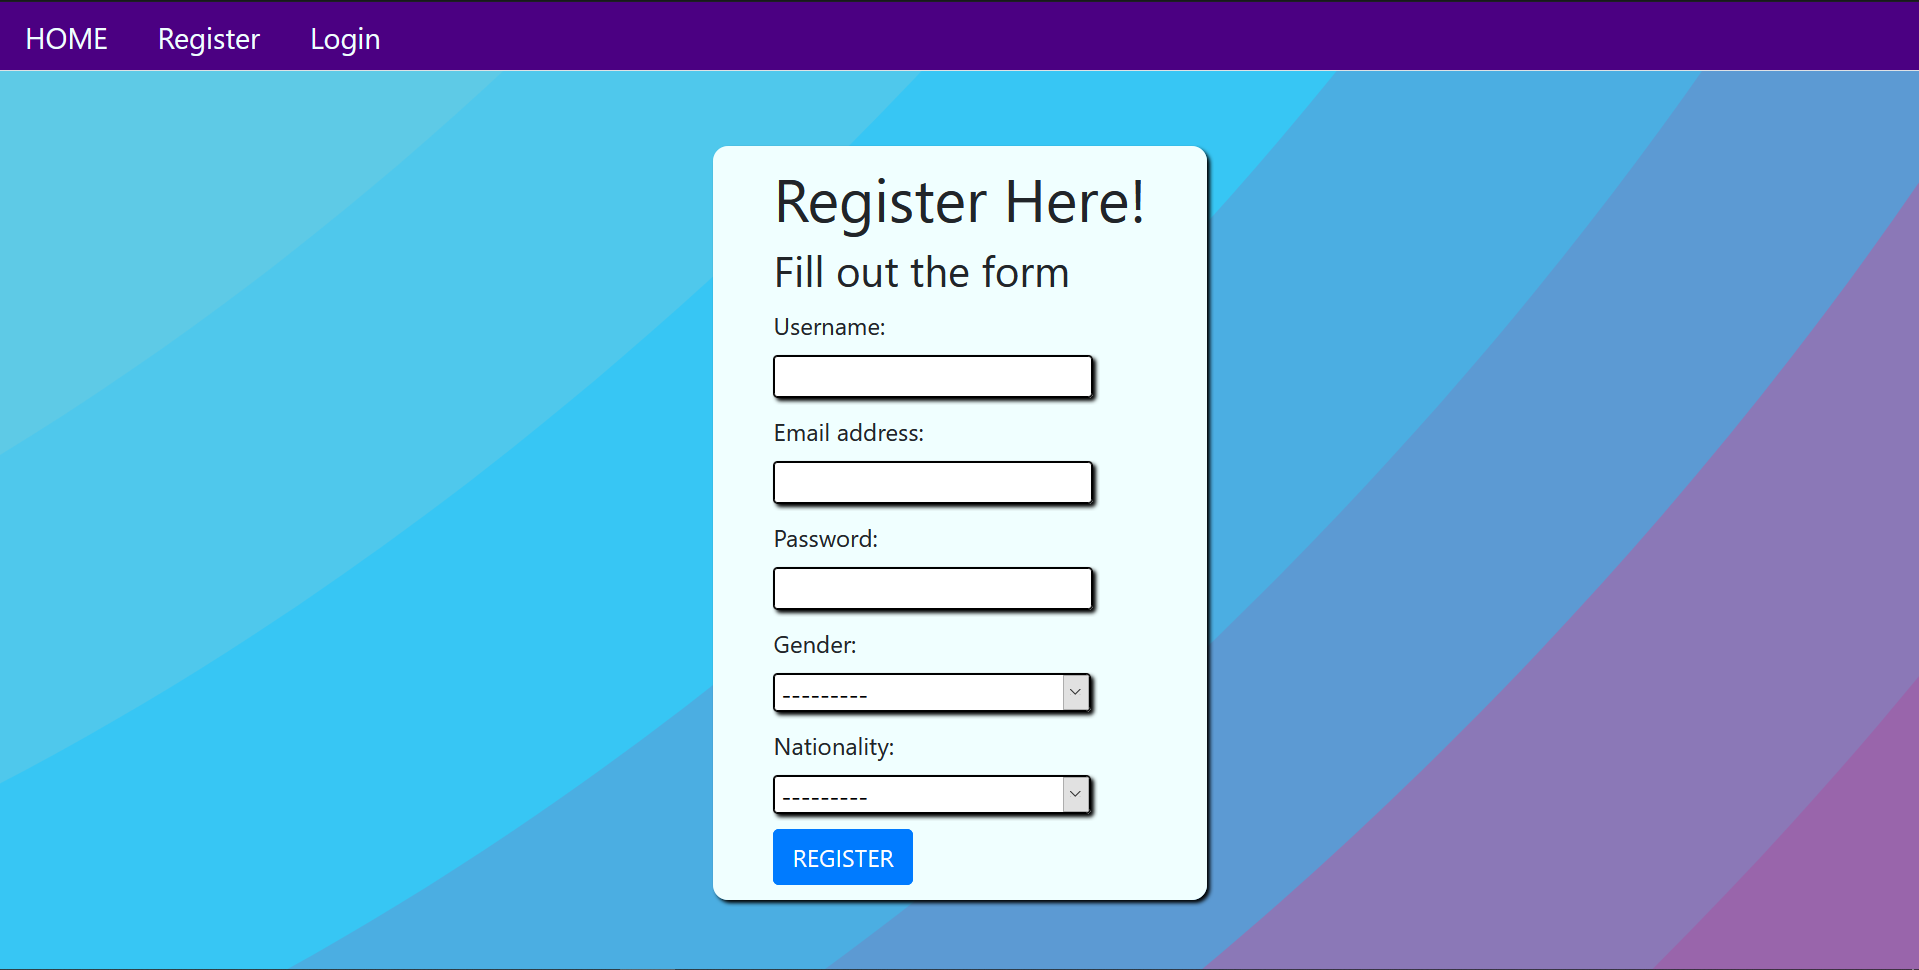 HOME Register Login
Register Here!
Fill out the form
Username:
Email address:
Password:
Gender:
---------
Nationality:
---------
REGISTER